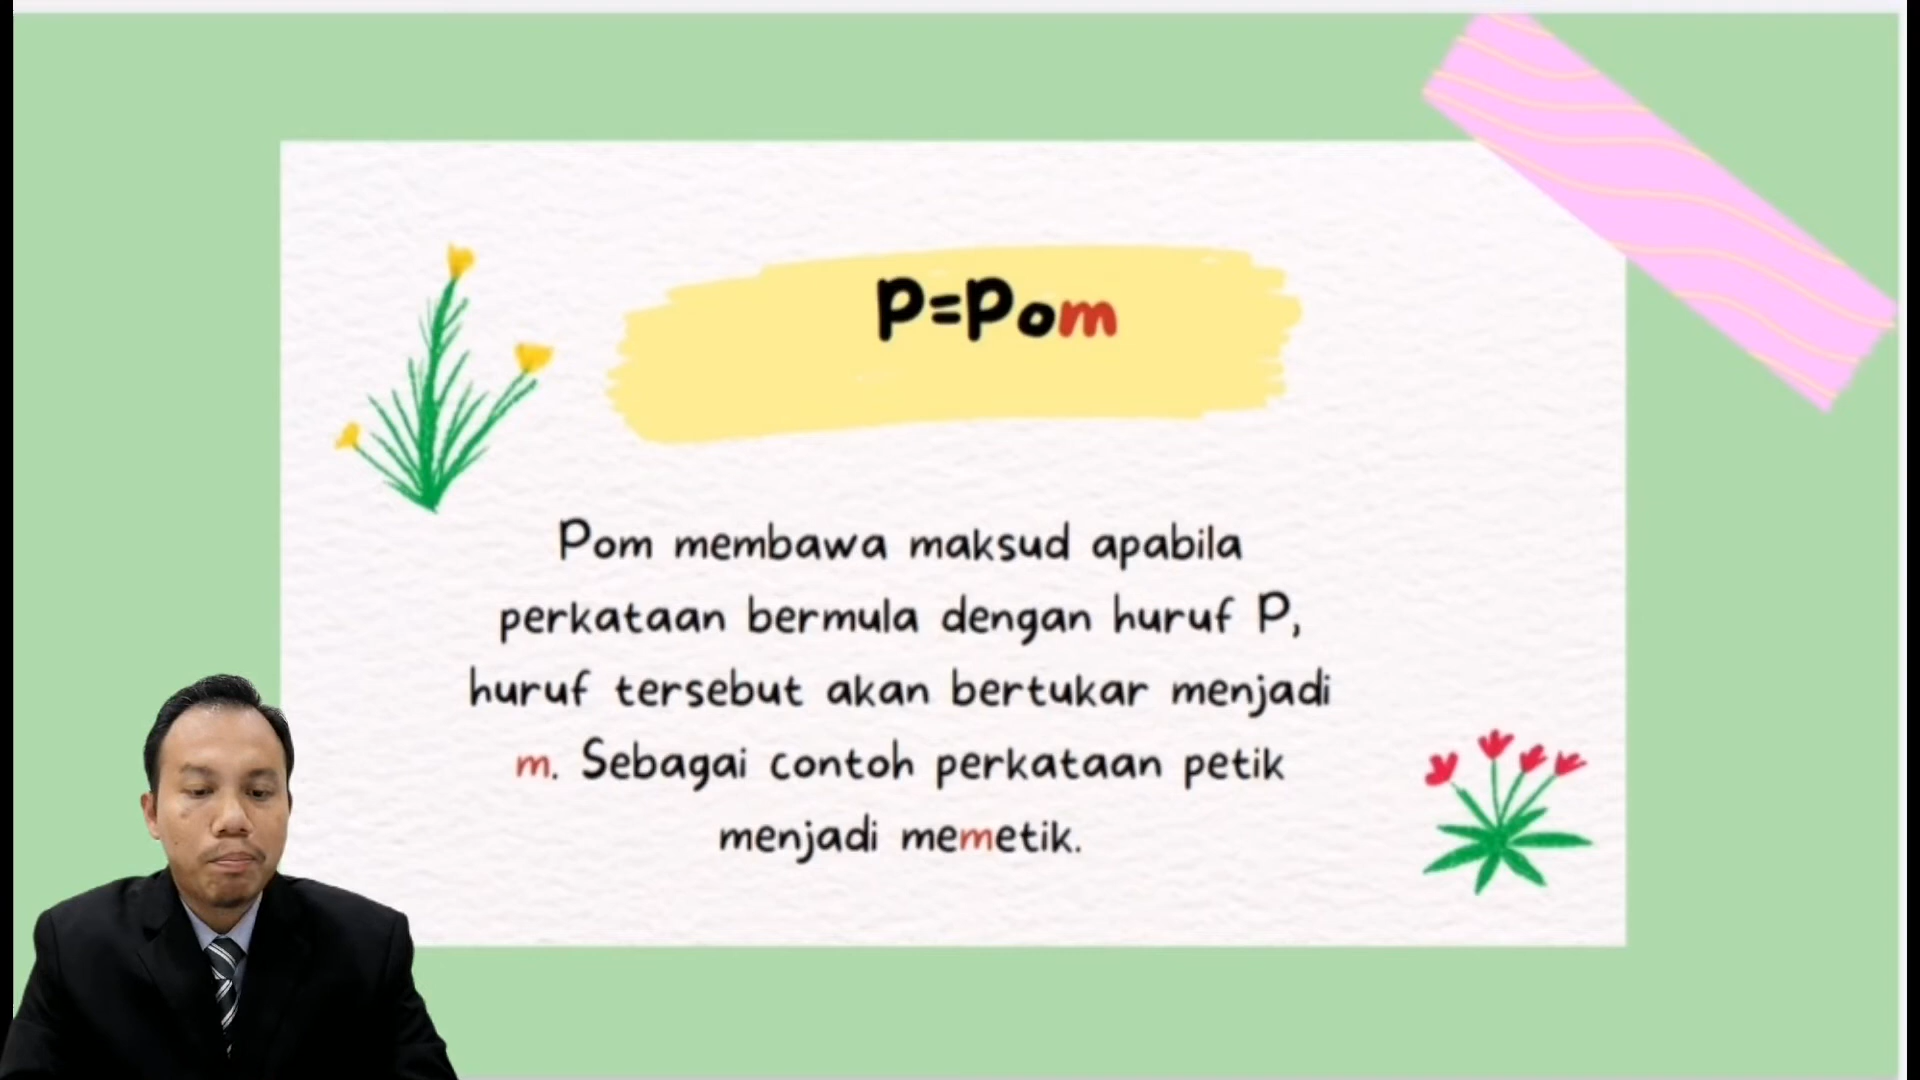 P=Pom
Pom membawa maksud apabila
perkataan bermula dengan huruf P,
huruf tersebut akan bertukar menjadi
m. Sebagai contoh perkataan petik
menjadi memetik.